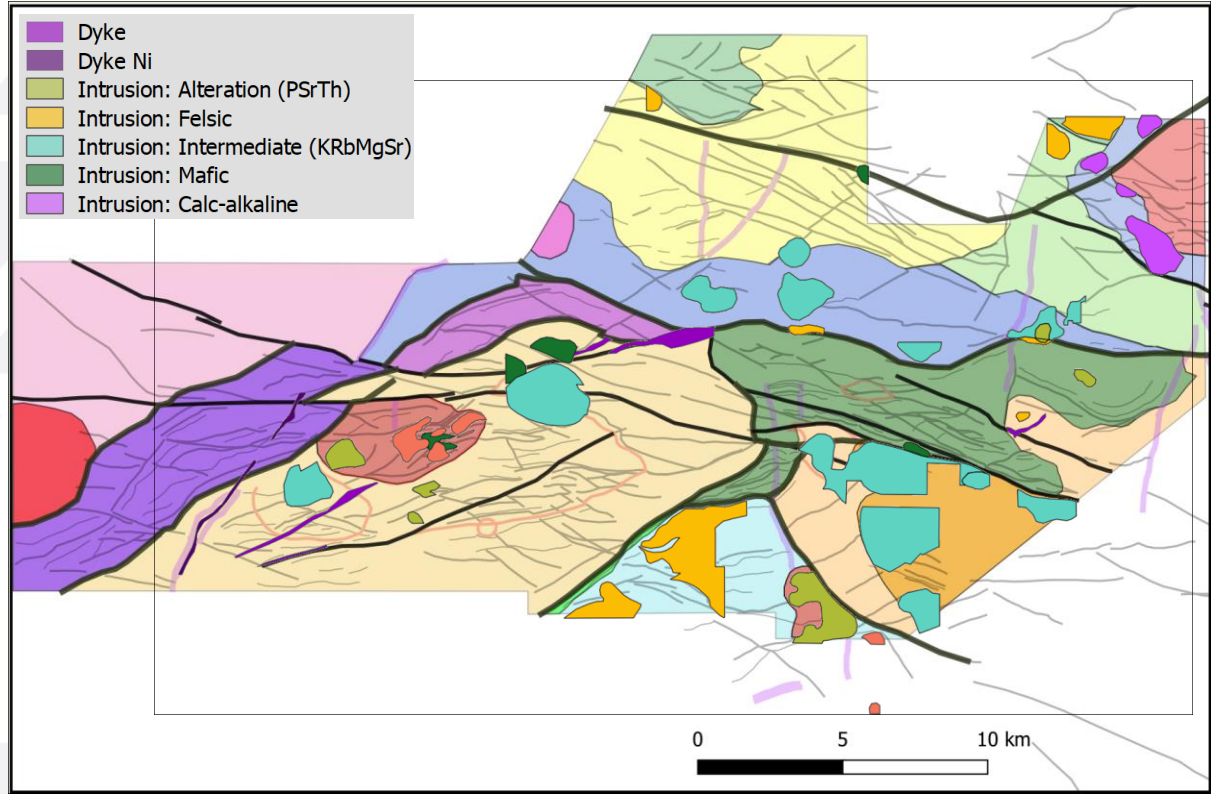 Dyke
Dyke Ni
Intrusion: Alteration (PSrTh)
Intrusion: Felsic
Intrusion: Intermediate (KRbMgSr)
Intrusion: Mafic
Intrusion: Calc-alkaline
0 5 10 km